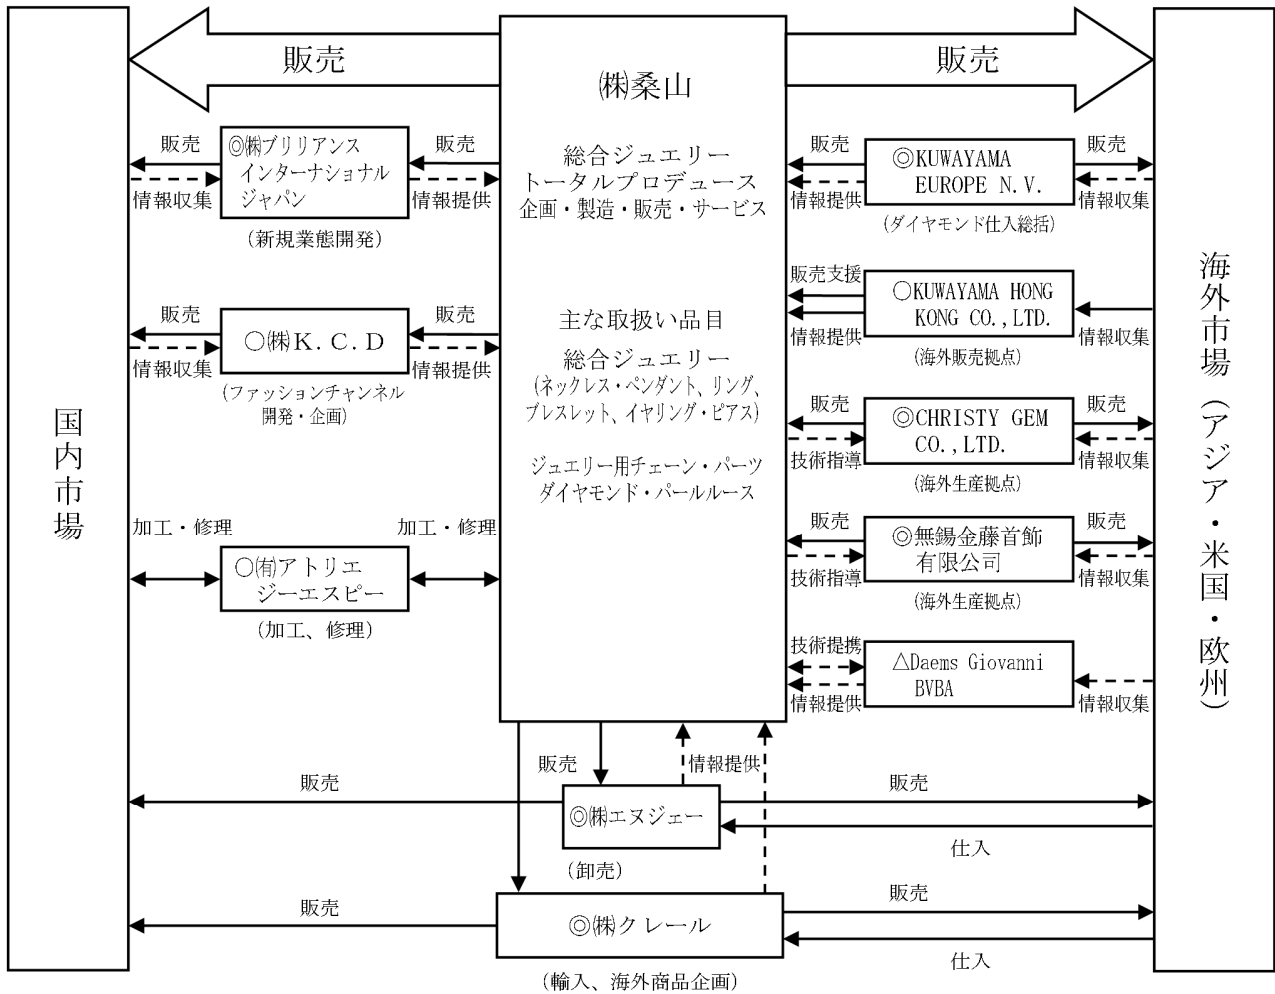 国内市場
販売
㈱桑山
総合ジュエリー
トータルプロデュース
企画・製造・販売・サービス
主な取扱い品目
総合ジュエリー
(ネックレス・ペンダント、リング、
ブレスレット、イヤリング・ピアス)
ジュエリー用チェーン・パーツ
ダイヤモンド・パールルース
販売
海外市場(アジア・米国・欧州)
販売
情報収集
◎㈱ブリリアンス
インターナショナル
ジャパン
(新規業態開発)
販売
情報提供
販売
情報収集
○㈱K.C.D
(ファッションチャンネル
開発・企画)
販売
情報提供
加工・修理
○㈲アトリエ
ジーエスピー
(加工、修理)
加工・修理
販売
情報提供
◎KUWAYAMA
EUROPE N.V.
(ダイヤモンド仕入総括)
販売
情報収集
販売支援
情報提供
○KUWAYAMA HONG
KONG CO.,LTD.
(海外販売拠点)
情報収集
販売
技術指導
◎CHRISTY GEM
CO.,LTD.
(海外生産拠点)
販売
情報収集
販売
技術指導
◎無錫金藤首飾
有限公司
(海外生産拠点)
販売
情報収集
技術提携
情報提供
△Daems Giovanni
BVBA
情報収集
販売
情報提供
販売
◎㈱エヌジェー
(卸売)
販売
仕入
販売
◎㈱クレール
(輸入、海外商品企画)
販売
仕入